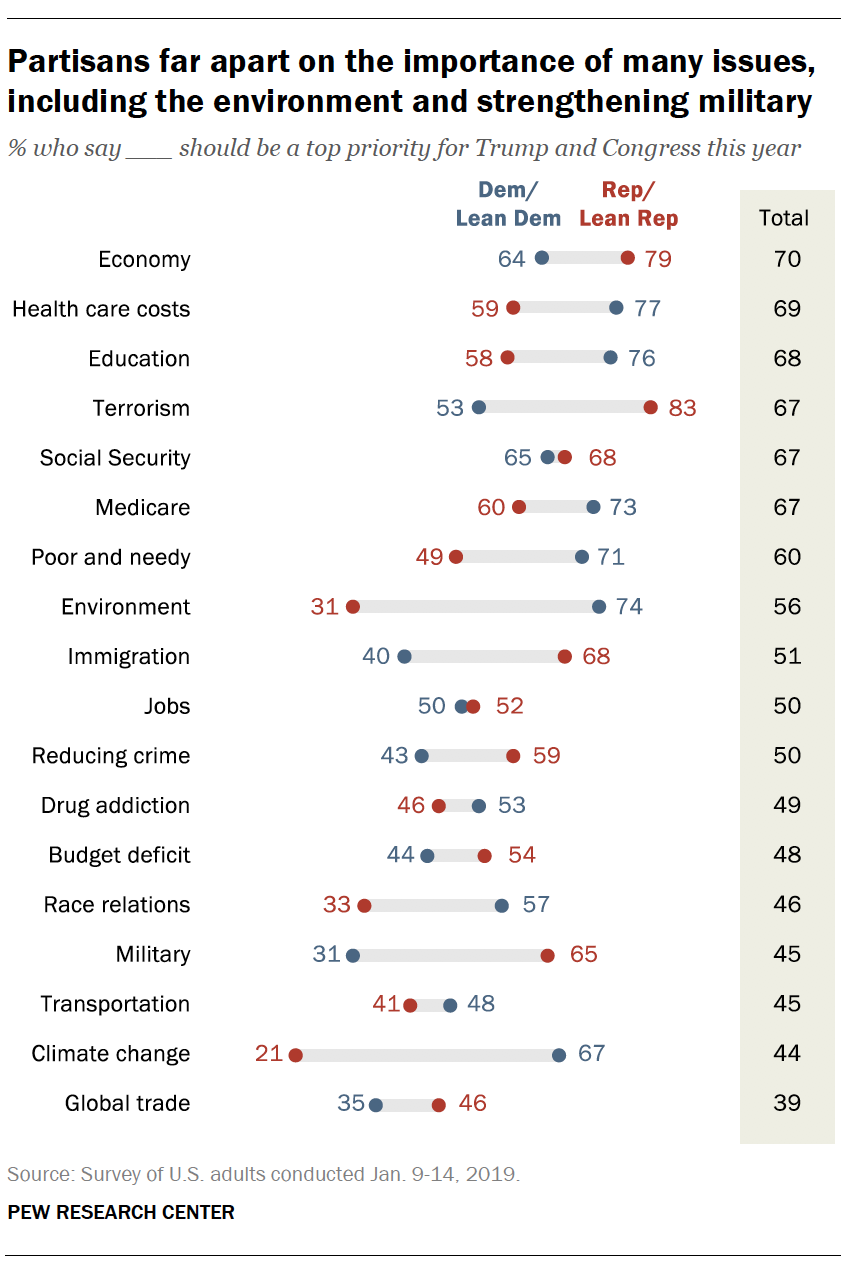 Partisans far apart on the importance of many issues,
including the environment and strengthening military
% who say ___ should be a top priority for Trump and Congress this year
Dem/ Rep/
Lean Dem Lean Rep Total
Economy 64 79 70
Health care costs 59 77 69
Education 58 76 68
Terrorism 53 83 67
Social Security 65 68 67
Medicare 60 73 67
Poor and needy 49 71 60
Environment 31 74 56
Immigration 40 68 51
Jobs 50 52 50
Reducing crime 43 59 50
Drug addiction 46 53 49
Budget deficit 44 54 48
Race relations 33 57 46
Military 31 65 45
Transportation 41 48 45
Climate change 21 67 44
Global trade 35 46 39
Source: Survey of U.S. adults conducted Jan. 9-14, 2019.
PEW RESEARCH CENTER